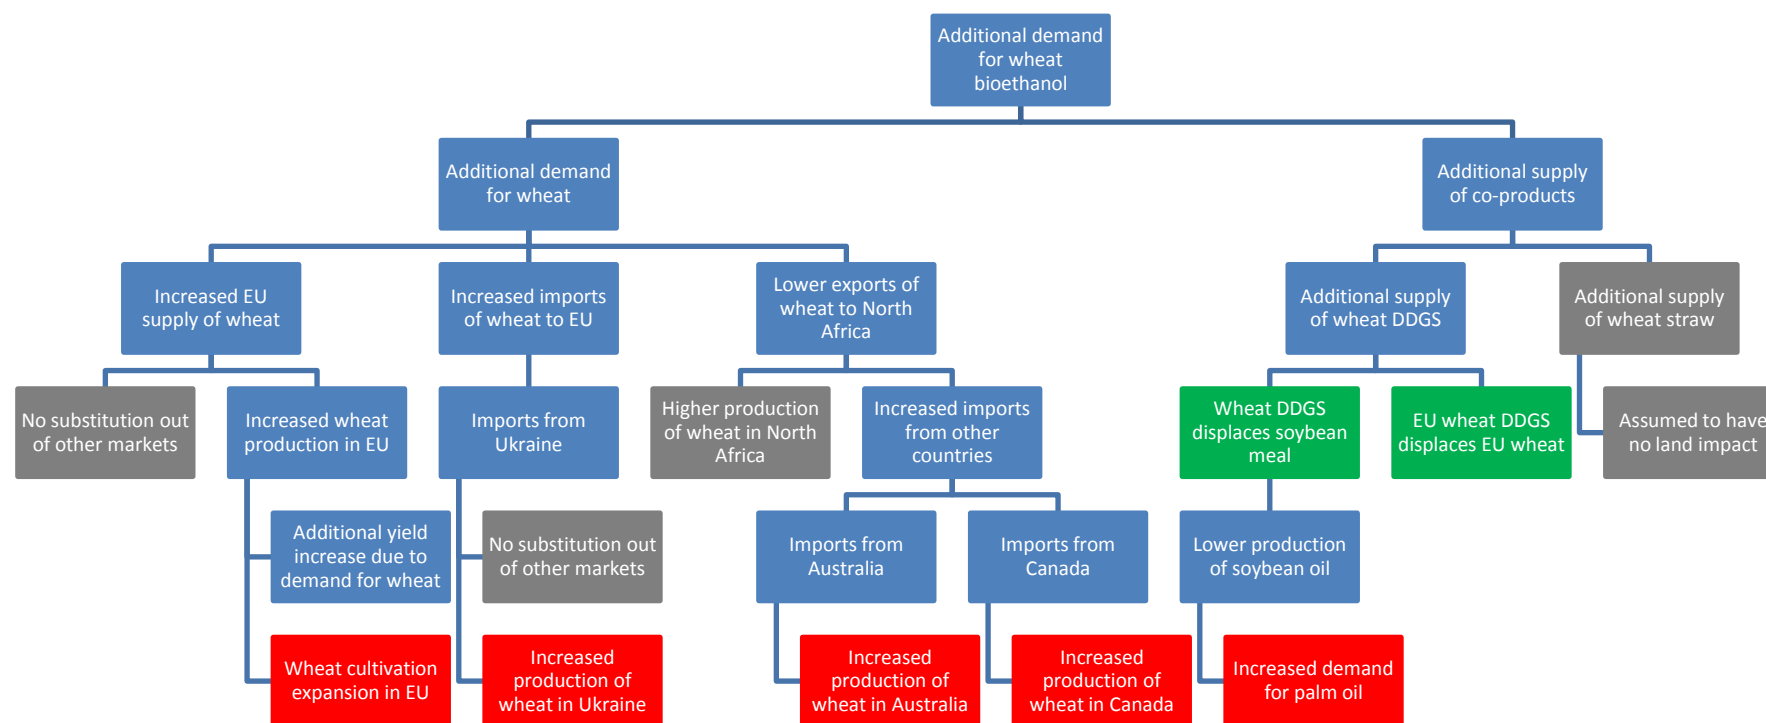 Additional demand
for wheat
bioethanol
Additional demand
for wheat
Additional supply
of co-products
Increased EU
supply of wheat
Increased imports
of wheat to EU
Lower exports of
wheat to North
Africa
Additional supply
of wheat DDGS
Additional supply
of wheat straw
No substitution out
of other markets
Increased wheat
production in EU
Imports from
Ukraine
Higher production
of wheat in North
Africa
Increased imports
from other
countries
Wheat DDGS
displaces soybean
meal
EU wheat DDGS
displaces EU wheat
Assumed to have
no land impact
Additional yield
increase due to
demand for wheat
No substitution out
of other markets
Imports from
Australia
Imports from
Canada
Lower production
of soybean oil
Wheat cultivation
expansion in EU
Increased
production of
wheat in Ukraine
Increased
production of
wheat in Australia
Increased
production of
wheat in Canada
Increased demand
for palm oil